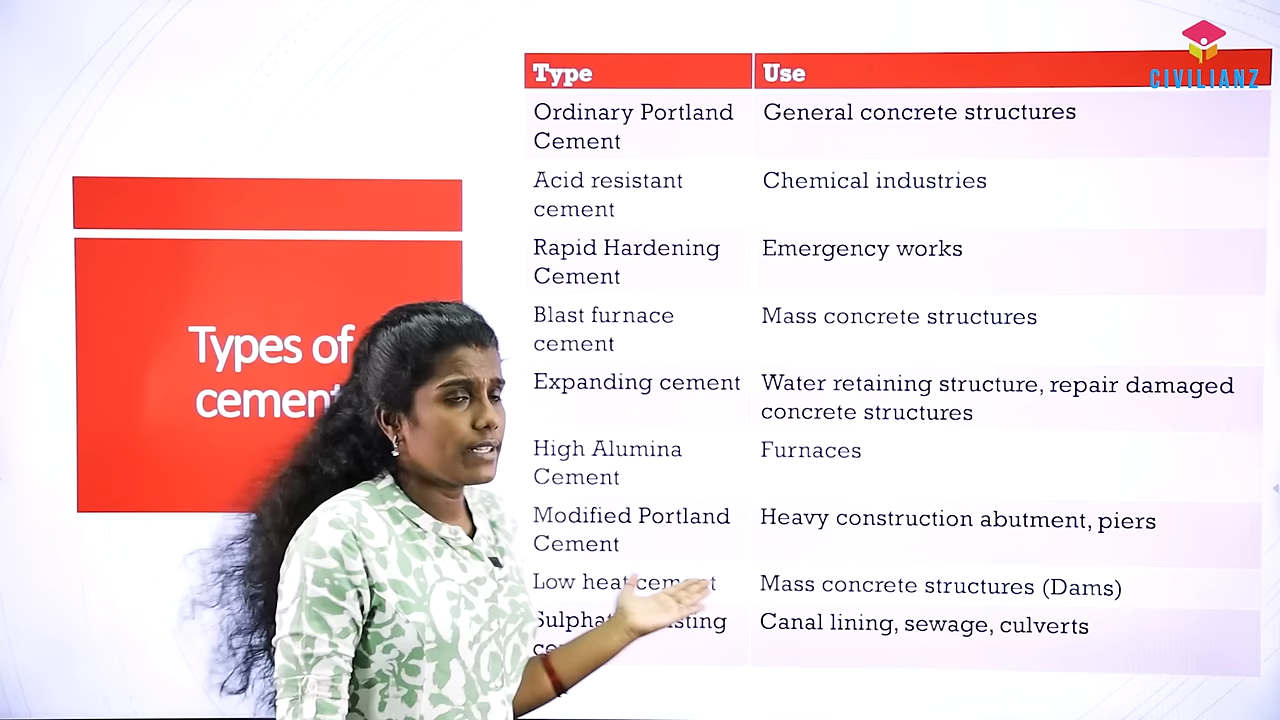 CIVILIANZ
Type Use
Ordinary Portland General concrete structures
Cement
Acid resistant Chemical industries
cement
Rapid Hardening Emergency works
Cement
Blast furnace Mass concrete structures
cement
Expanding cement Water retaining structure, repair damaged
concrete structures
High Alumina Furnaces
Cement
Modified Portland Heavy construction abutment, piers
Cement
Low heat cement Mass concrete structures (Dams)
Canal lining, sewage, culverts
Types of
cement